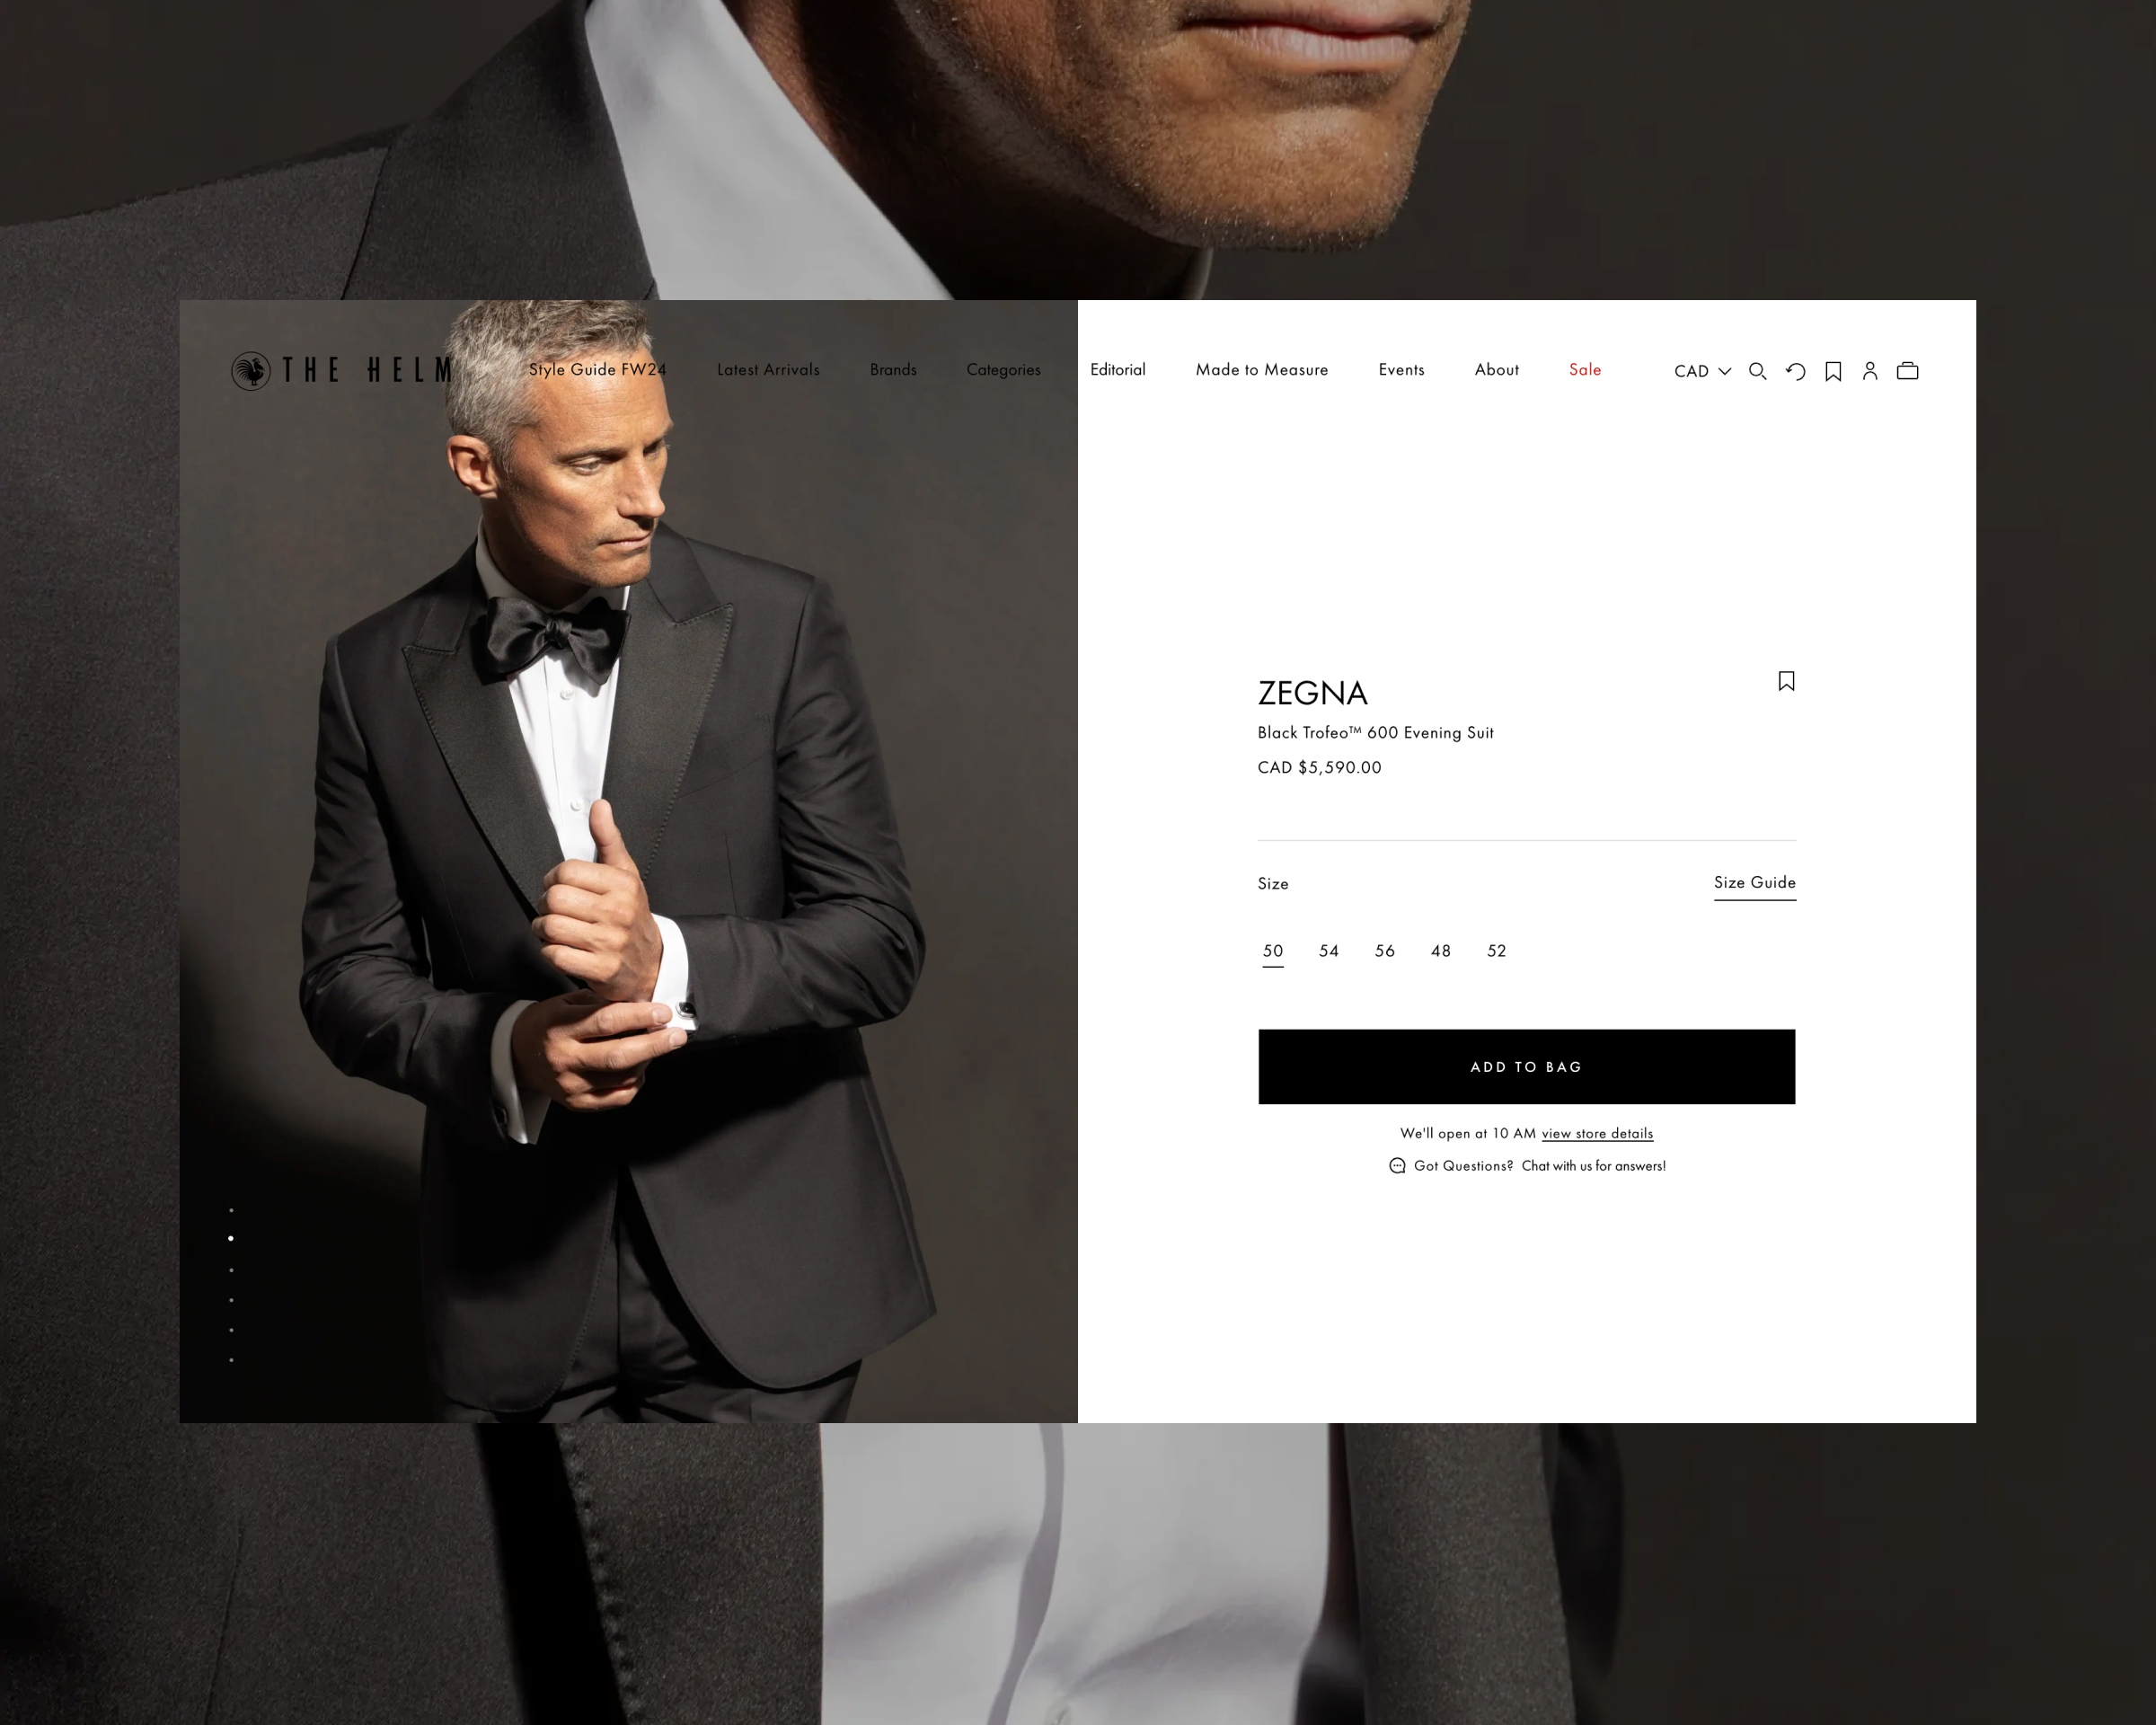 THE HELM
Style Guide FW24 Latest Arrivals Brands Categories Editorial Made to Measure Events About Sale CAD
ZEGNA
Black Trofeo™ 600 Evening Suit
CAD $5,590.00
Size Size Guide
50 54 56 48 52
ADD TO BAG
We'll open at 10 AM view store details
Got Questions? Chat with us for answers!